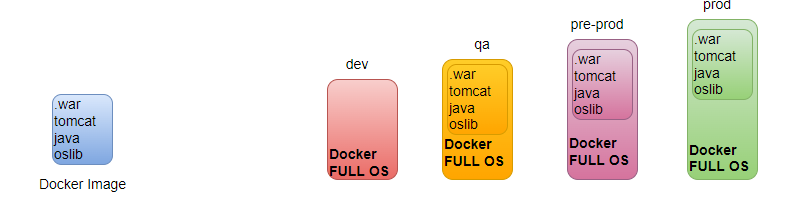 .war
tomcat
java
oslib
Docker Image
dev
Docker
FULL OS
qa
.war
tomcat
java
oslib
Docker
FULL OS
pre-prod
.war
tomcat
java
oslib
Docker
FULL OS
prod
.war
tomcat
java
oslib
Docker
FULL OS